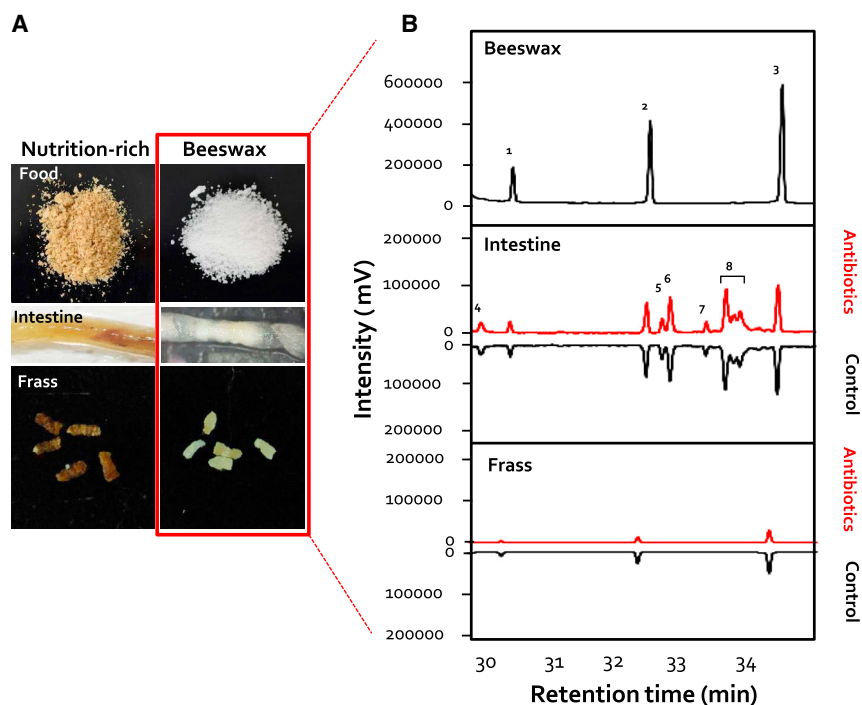 A
B
Nutrition-rich
Beeswax
Food
Intestine
Frass
Intensity (mV)
Beeswax
600000
400000
200000
0
1
2
3
Intestine
200000
100000
0
0
100000
200000
4
5
6
7
8
Antibiotics
Control
Frass
200000
100000
0
0
100000
200000
Antibiotics
Control
30
31
32
33
34
Retention time (min)